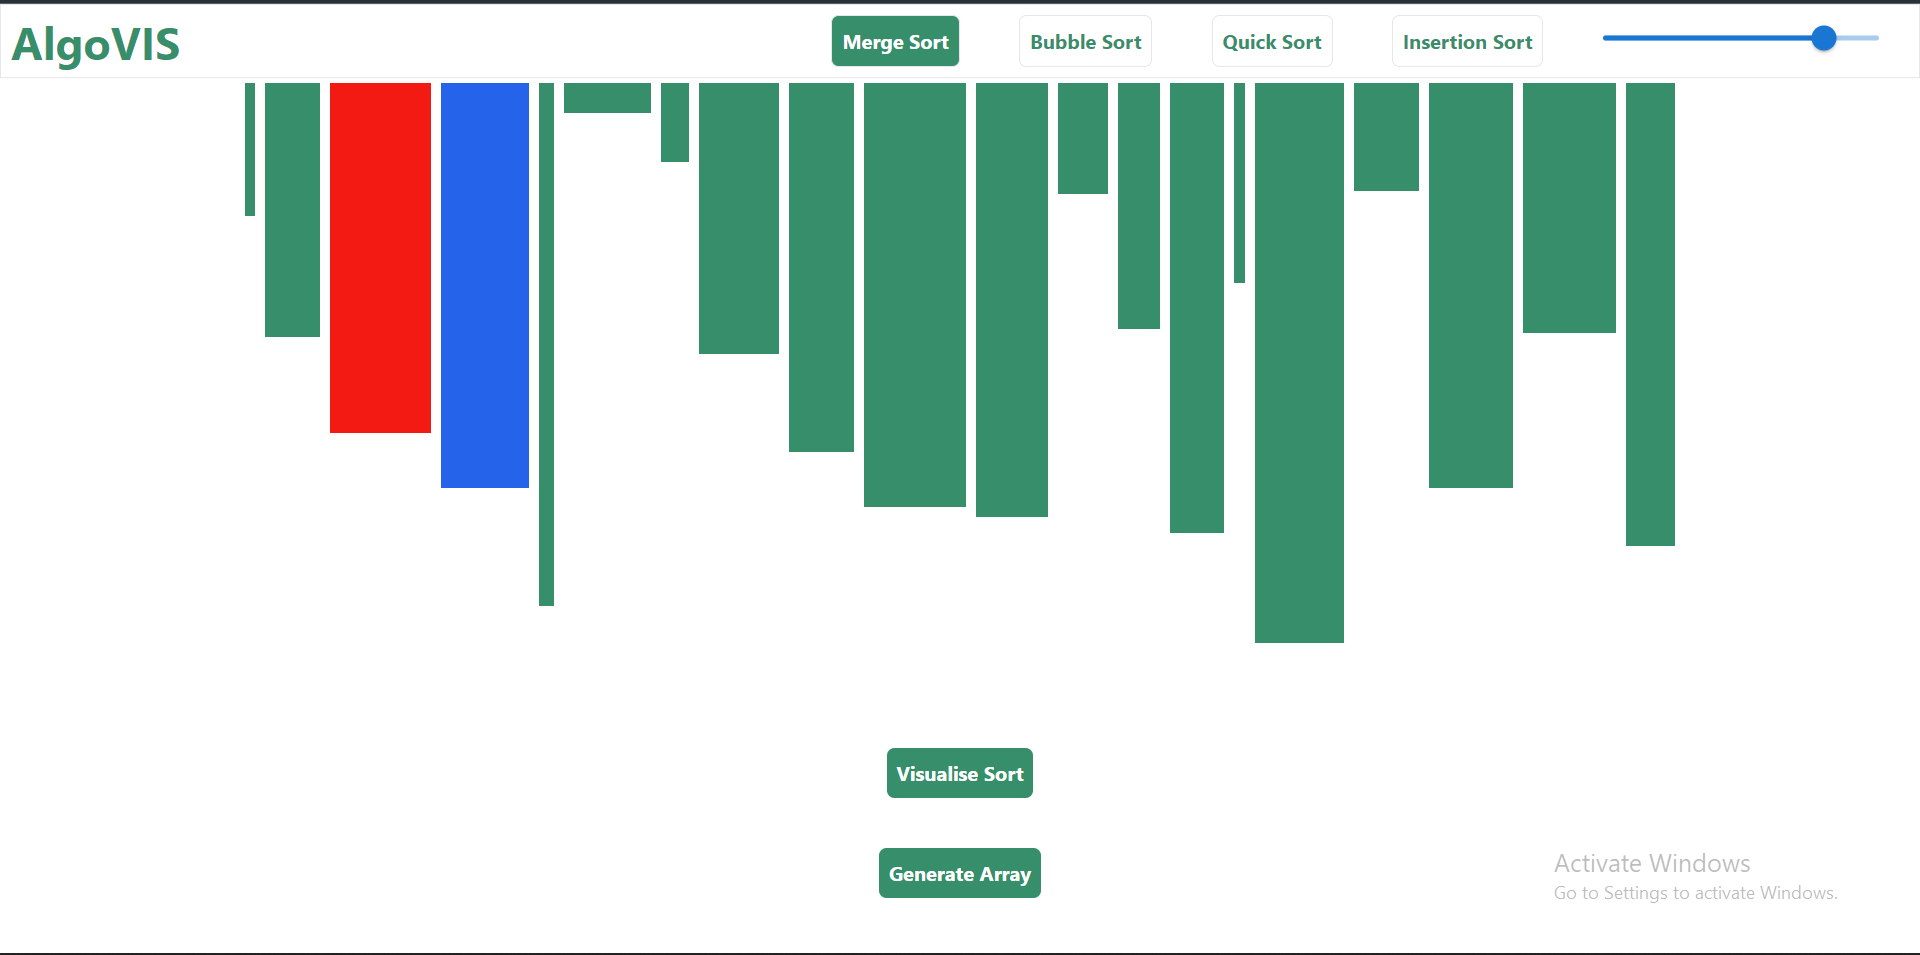 AlgoVIS
Merge Sort
Bubble Sort
Quick Sort
Insertion Sort
Visualise Sort
Generate Array
Activate Windows
Go to Settings to activate Windows.